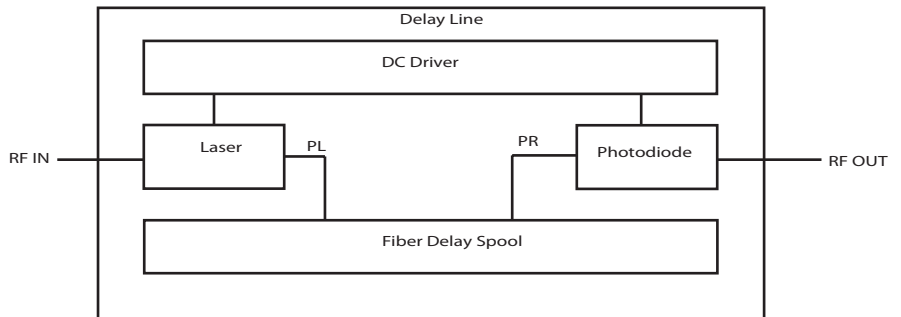 Delay Line
DC Driver
Laser
PL
PR
Photodiode
RF IN
RF OUT
Fiber Delay Spool